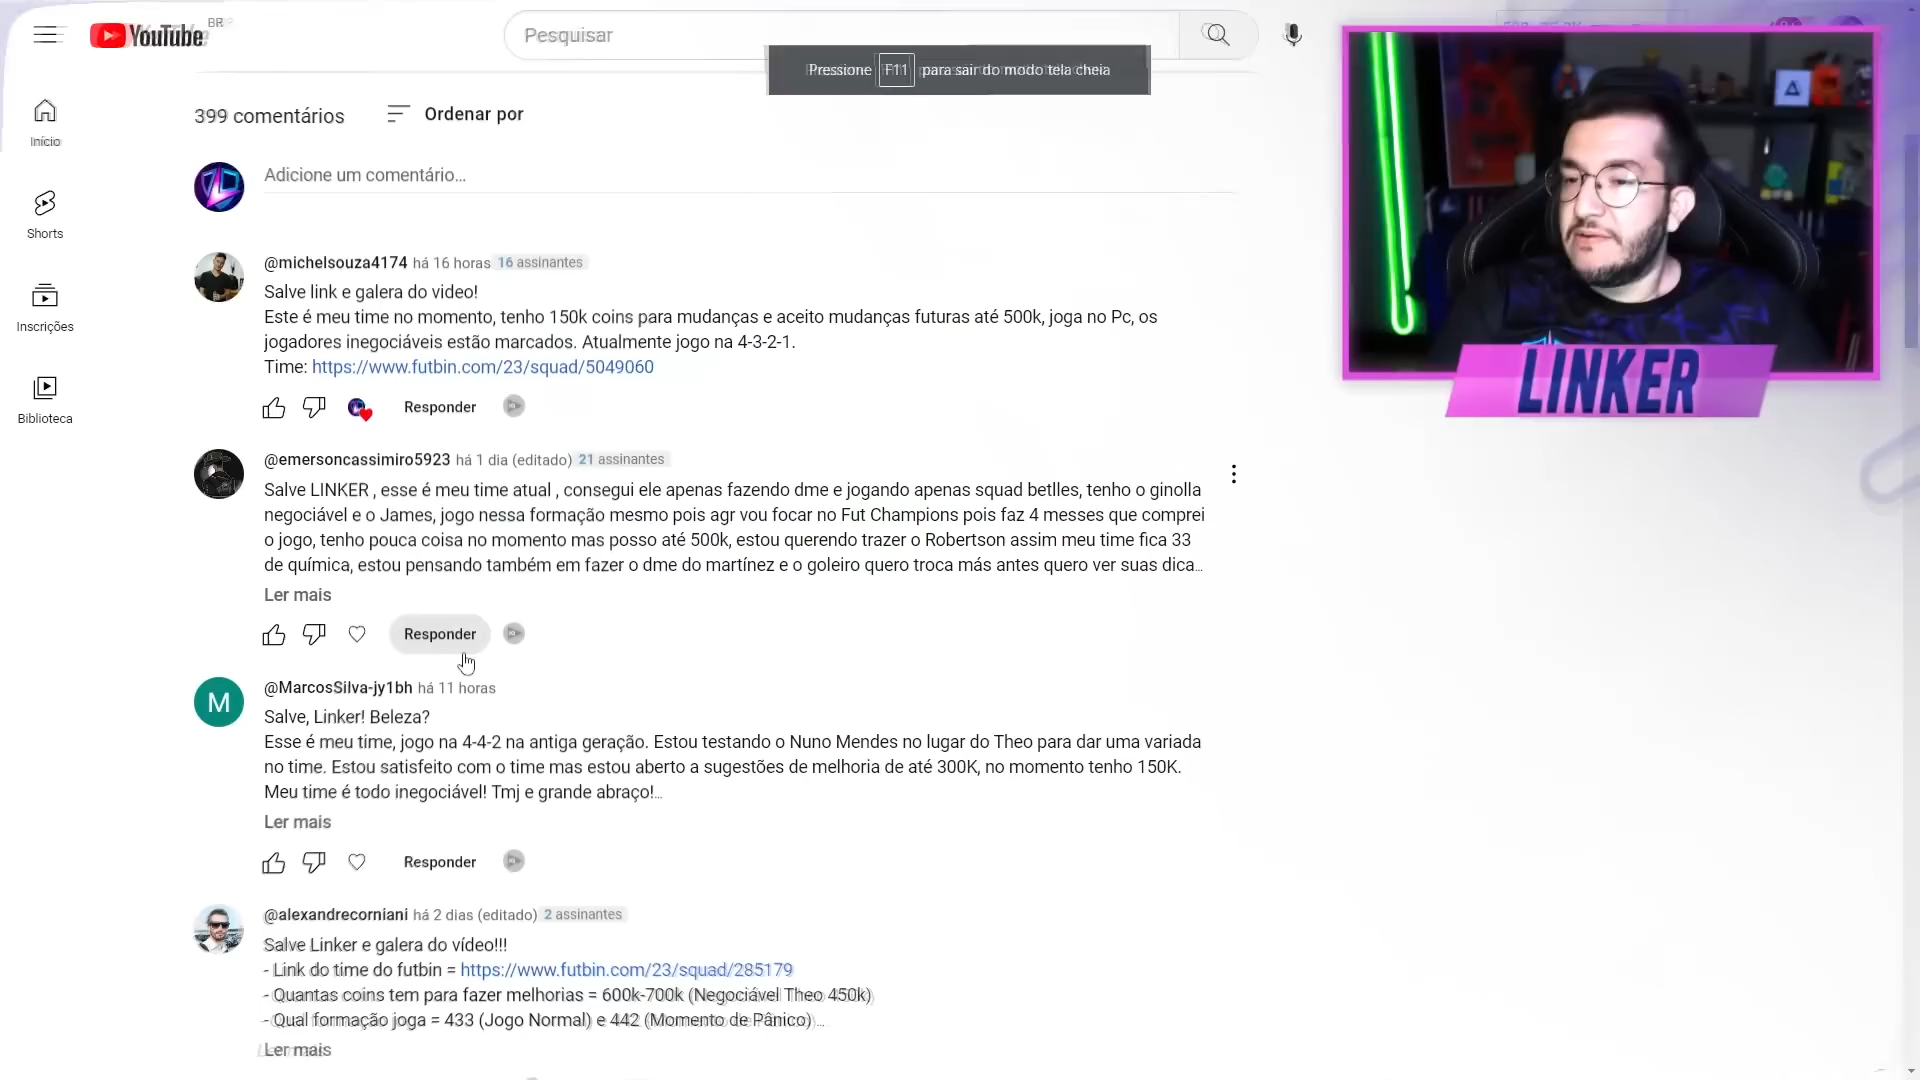 YouTube BR
Pesquisar
Pressione F11 para sair do modo tela cheia
Início
Shorts
Inscrições
Biblioteca
399 comentários
Ordenar por
Adicione um comentário...
@michelsouza4174 há 16 horas 16 assinantes
Salve link e galera do video!
Este é meu time no momento, tenho 150k coins para mudanças e aceito mudanças futuras até 500k, joga no Pc, os
jogadores inegociáveis estão marcados. Atualmente jogo na 4-3-2-1.
Time: https://www.futbin.com/23/squad/5049060
Responder
@emersoncassimiro5923 há 1 dia (editado) 21 assinantes
Salve LINKER , esse é meu time atual , consegui ele apenas fazendo dme e jogando apenas squad betlles, tenho o ginolla
negociável e o James, jogo nessa formação mesmo pois agr vou focar no Fut Champions pois faz 4 messes que comprei
o jogo, tenho pouca coisa no momento mas posso até 500k, estou querendo trazer o Robertson assim meu time fica 33
de química, estou pensando também em fazer o dme do martínez e o goleiro quero troca más antes quero ver suas dica...
Ler mais
Responder
M
@MarcosSilva-jy1bh há 11 horas
Salve, Linker! Beleza?
Esse é meu time, jogo na 4-4-2 na antiga geração. Estou testando o Nuno Mendes no lugar do Theo para dar uma variada
no time. Estou satisfeito com o time mas estou aberto a sugestões de melhoria de até 300K, no momento tenho 150K.
Meu time é todo inegociável! Tmj e grande abraço!...
Ler mais
Responder
@alexandrecorniani há 2 dias (editado) 2 assinantes
Salve Linker e galera do vídeo!!!
- Link do time do futbin = https://www.futbin.com/23/squad/285179
- Quantas coins tem para fazer melhorias = 600k-700k (Negociável Theo 450k)
- Qual formação joga = 433 (Jogo Normal) e 442 (Momento de Pânico) ...
Ler mais
LINKER